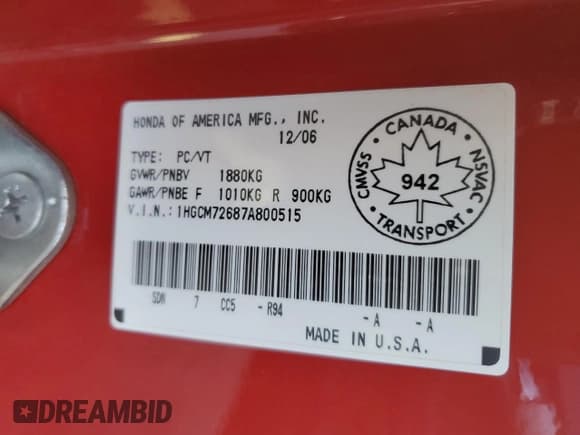 HONDA OF AMERICA MFG., INC.
12/06
TYPE: PC/VT
GVWR/PNBV 1880KG
GAWR/PNBE F 1010KG R 900KG
V.I.N.: 1HGCM72687A800515
CANADA
CMVSS
942
NSVAC
TRANSPORT
SDN 7 CC5 - R94 - A - A
MADE IN U.S.A.
DREAMBID